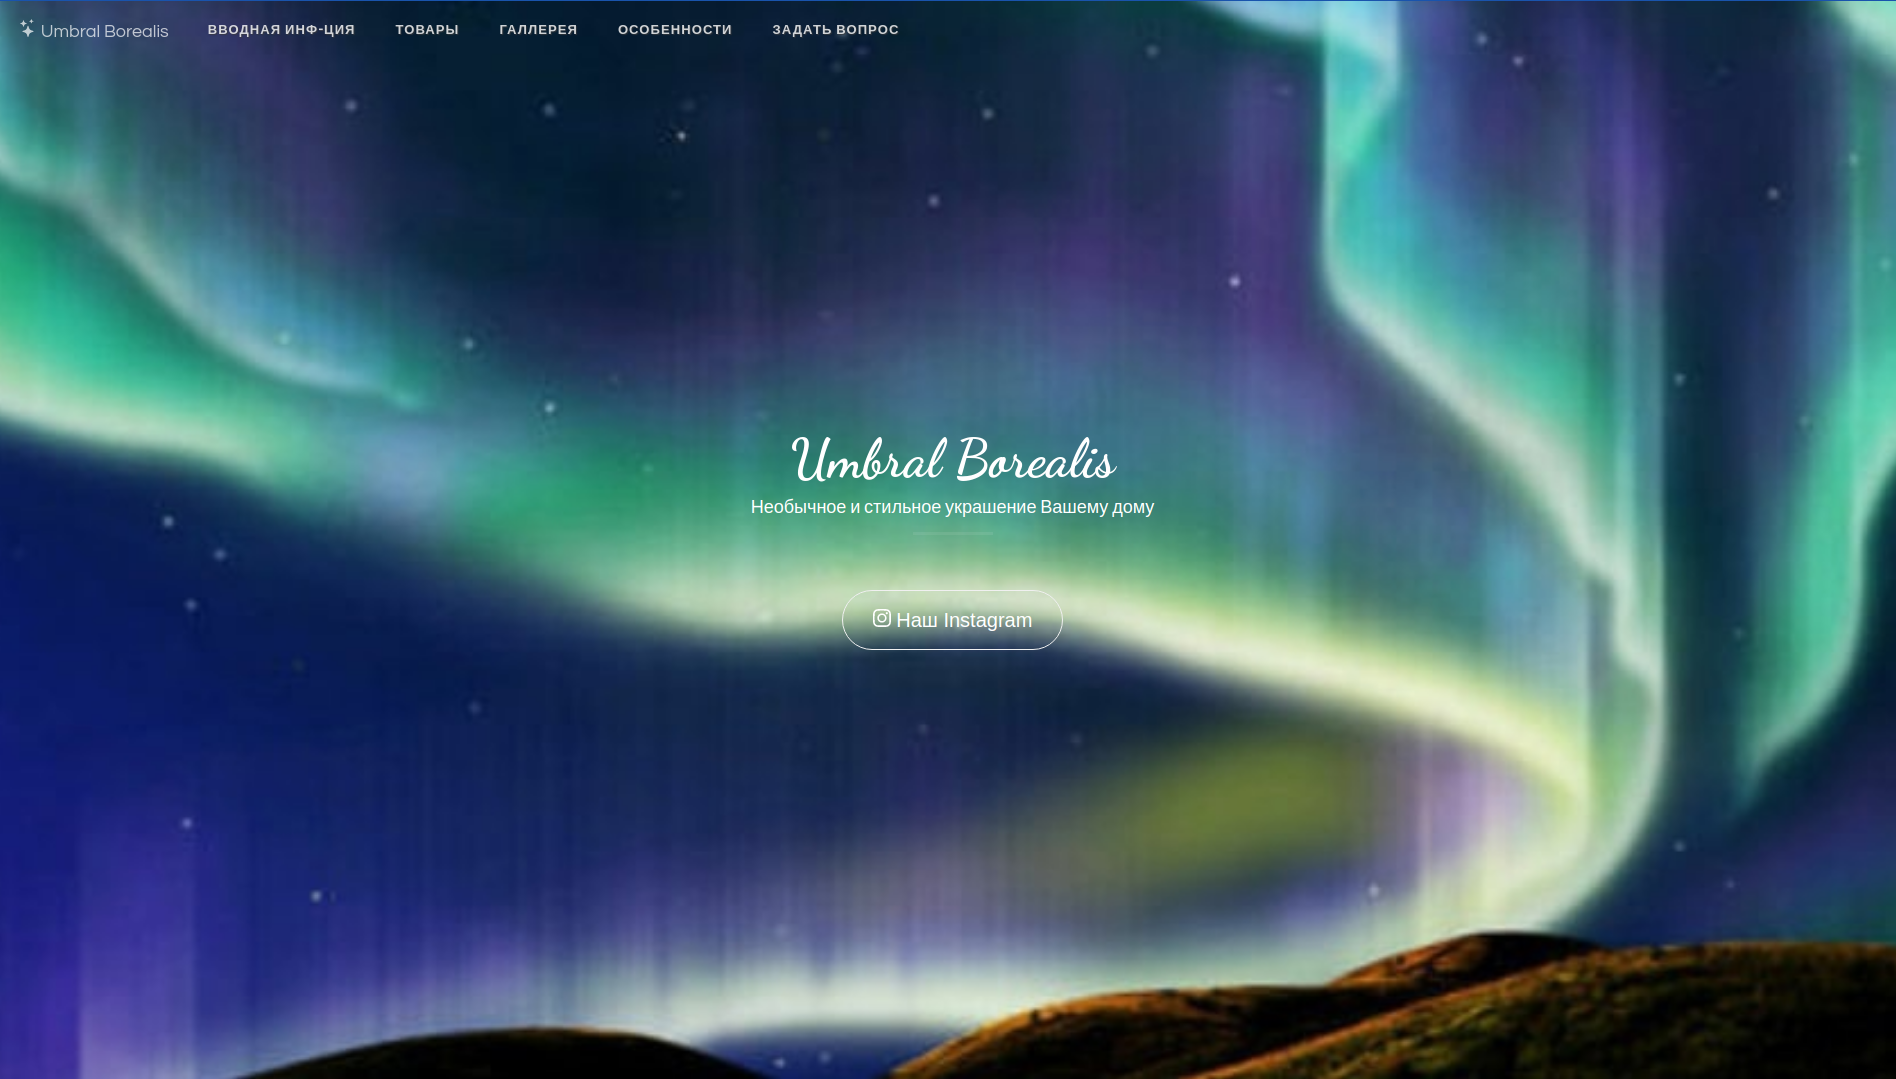 Umbral Borealis ВВОДНАЯ ИНФ-ЦИЯ ТОВАРЫ ГАЛЛЕРЕЯ ОСОБЕННОСТИ ЗАДАТЬ ВОПРОС
Umbral Borealis
Необычное и стильное украшение Вашему дому
Наш Instagram